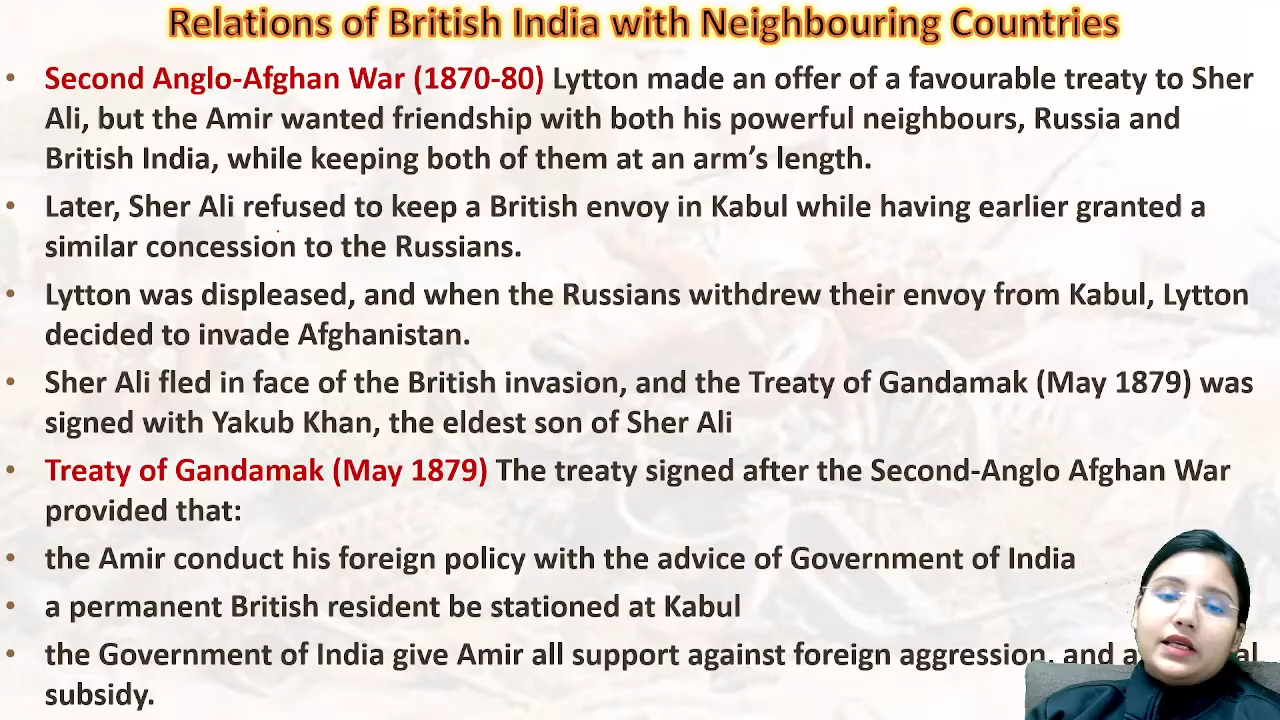 Relations of British India with Neighbouring Countries
• Second Anglo-Afghan War (1870-80) Lytton made an offer of a favourable treaty to Sher
Ali, but the Amir wanted friendship with both his powerful neighbours, Russia and
British India, while keeping both of them at an arm's length.
• Later, Sher Ali refused to keep a British envoy in Kabul while having earlier granted a
similar concession to the Russians.
• Lytton was displeased, and when the Russians withdrew their envoy from Kabul, Lytton
decided to invade Afghanistan.
• Sher Ali fled in face of the British invasion, and the Treaty of Gandamak (May 1879) was
signed with Yakub Khan, the eldest son of Sher Ali
• Treaty of Gandamak (May 1879) The treaty signed after the Second-Anglo Afghan War
provided that:
• the Amir conduct his foreign policy with the advice of Government of India
• a permanent British resident be stationed at Kabul
• the Government of India give Amir all support against foreign aggression, and
subsidy.